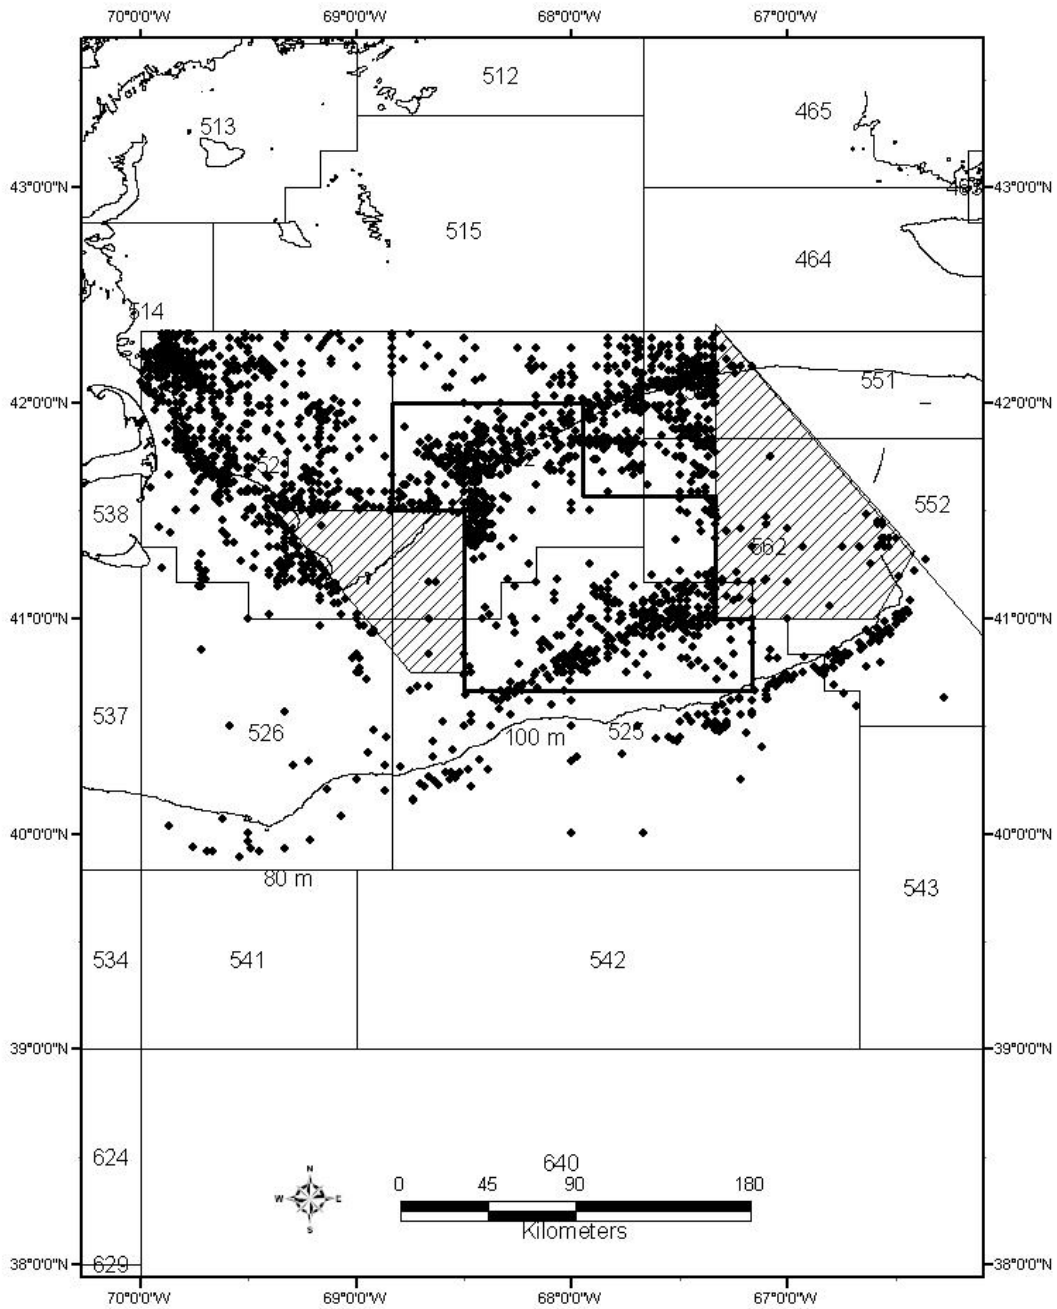 70°0'0"W 69°0'0"W 68°0'0"W 67°0'0"W
512
465
513
43°0'0"N 43°0'0"N
515
464
514
551
42°0'0"N 42°0'0"N
538
552
562
41°0'0"N 41°0'0"N
537
526
100 m
525
40°0'0"N 40°0'0"N
80 m
543
534
541
542
39°0'0"N 39°0'0"N
624
640
N
W E
S
0 45 90 180
Kilometers
629
38°0'0"N 38°0'0"N
70°0'0"W 69°0'0"W 68°0'0"W 67°0'0"W